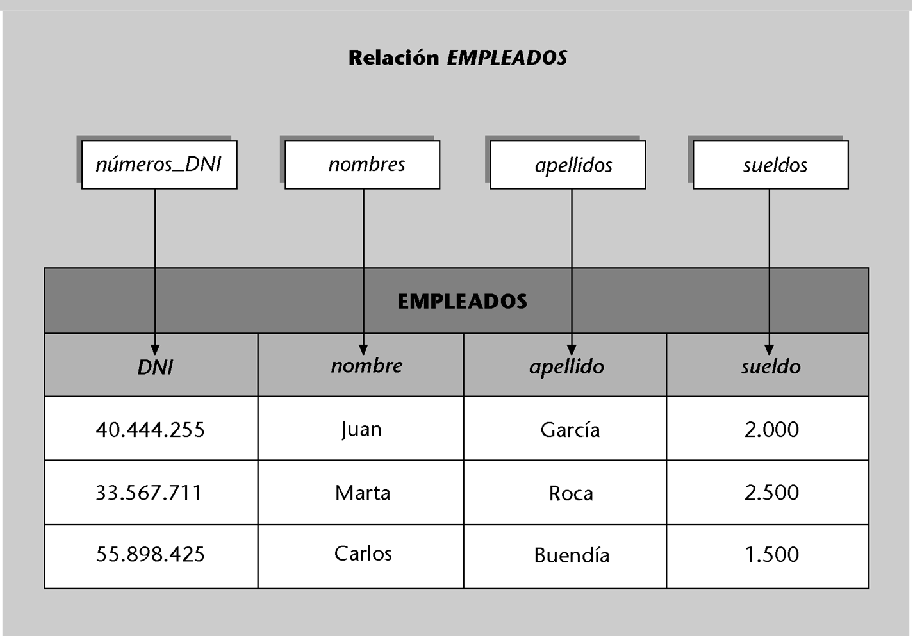 Relación EMPLEADOS
números_DNI nombres apellidos sueldos
EMPLEADOS
DNI nombre apellido sueldo
40.444.255 Juan García 2.000
33.567.711 Marta Roca 2.500
55.898.425 Carlos Buendía 1.500